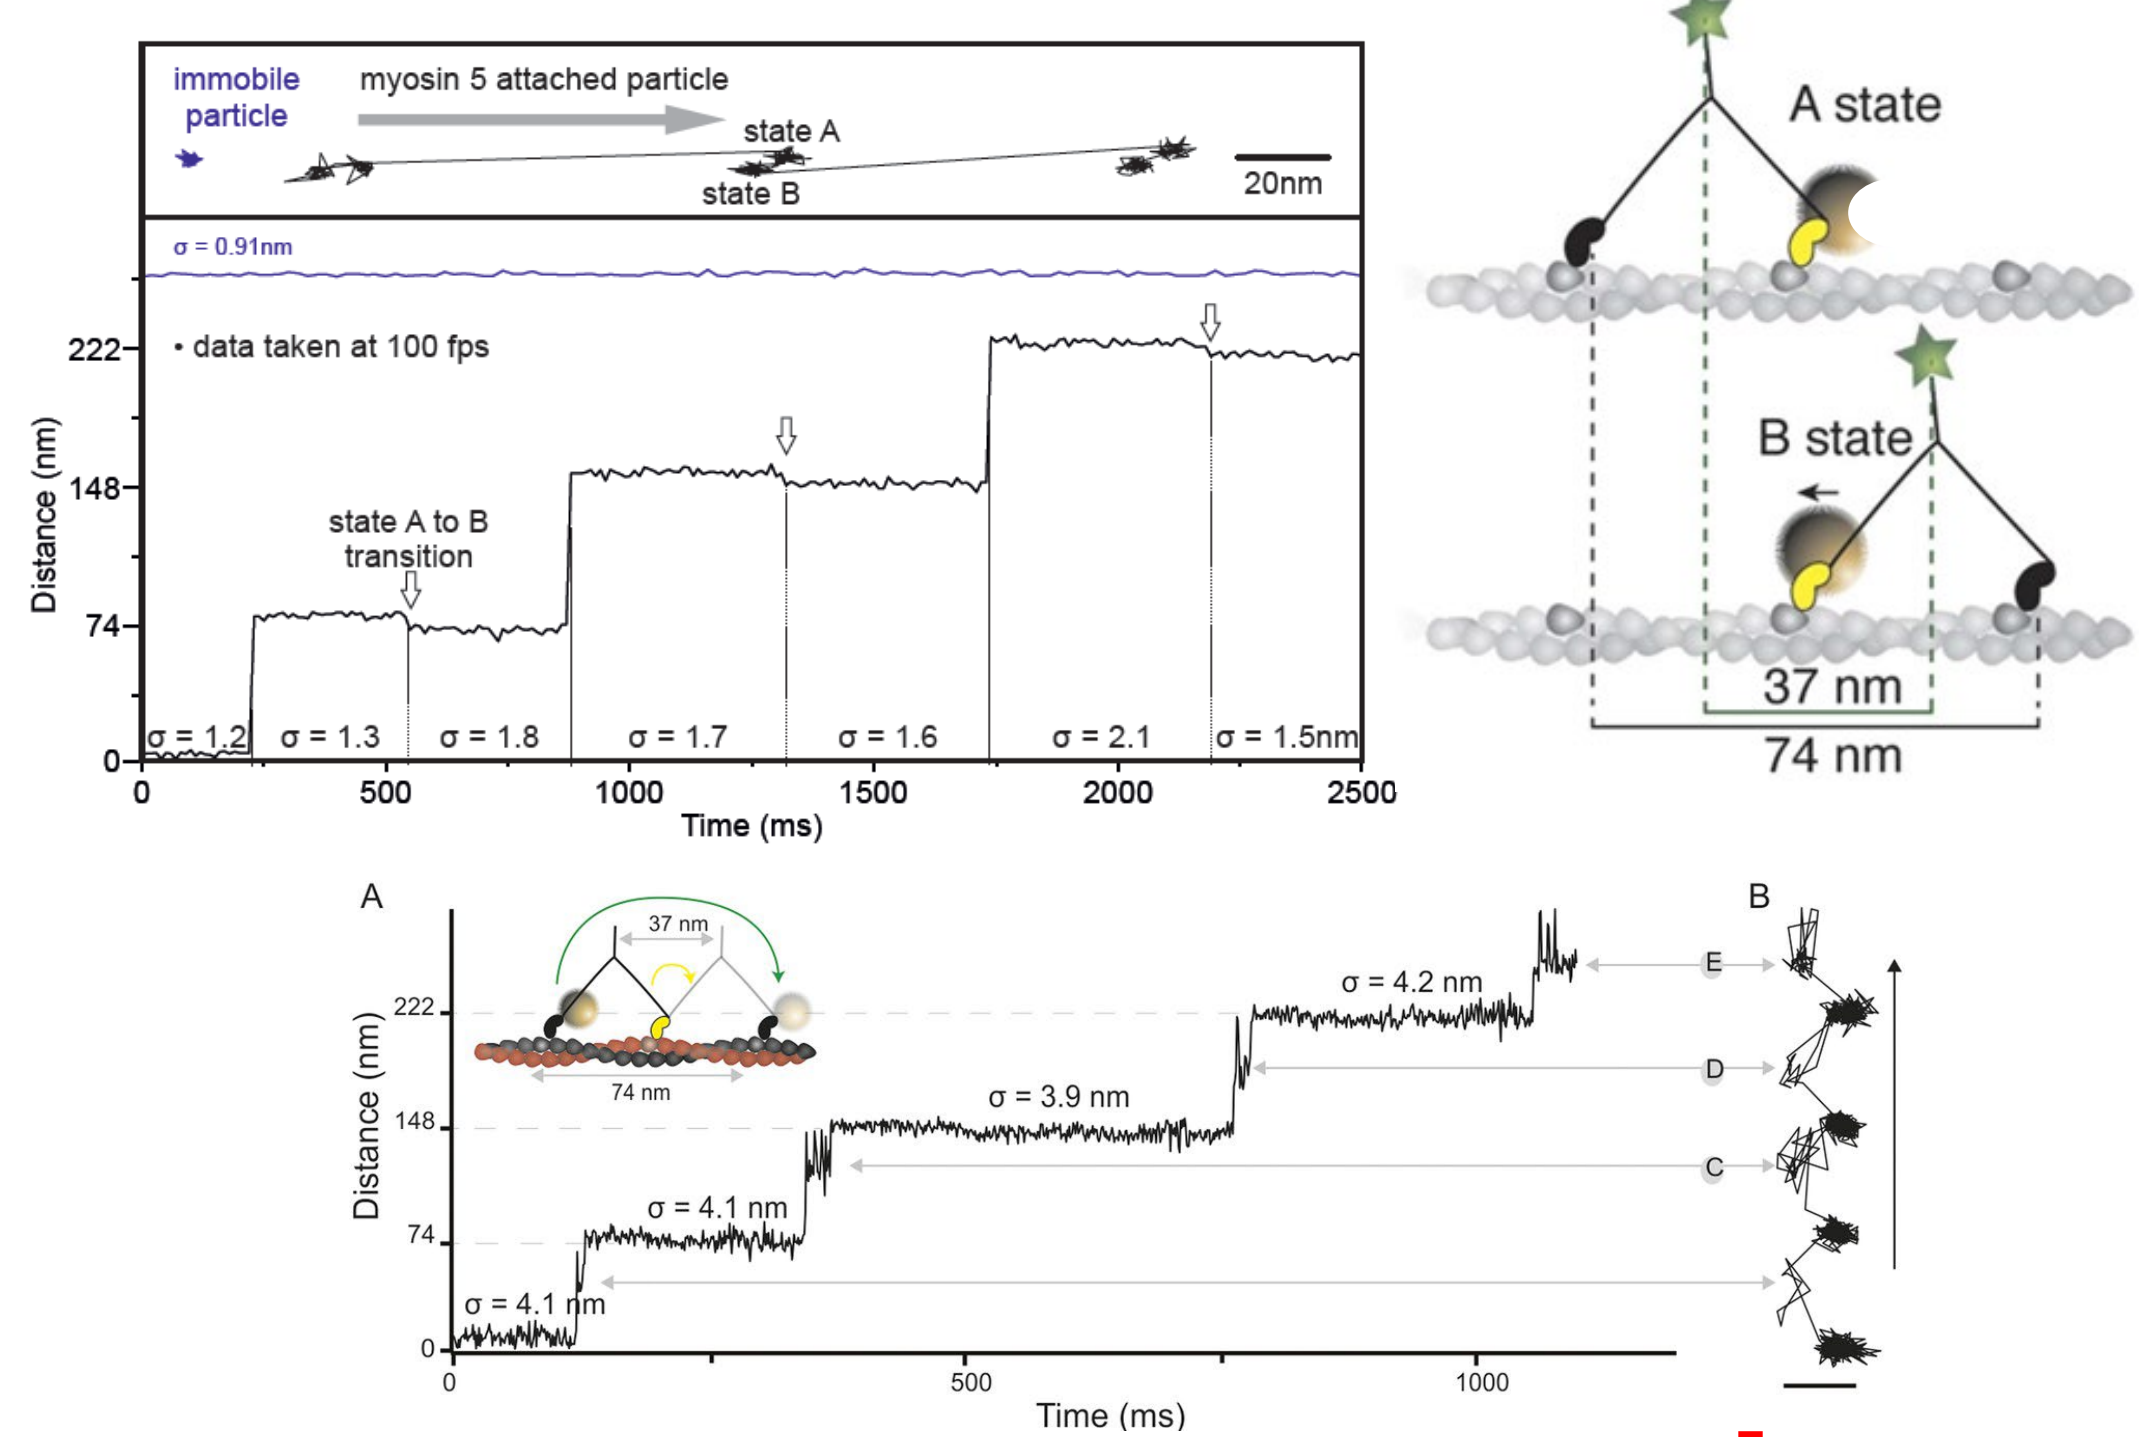 immobile
particle
myosin 5 attached particle
state A
state B
20nm
σ = 0.91nm
• data taken at 100 fps
state A to B
transition
Distance (nm)
222
148
74
0
σ = 1.2
σ = 1.3
σ = 1.8
σ = 1.7
σ = 1.6
σ = 2.1
σ = 1.5nm
0
500
1000
1500
2000
2500
Time (ms)
A state
B state
37 nm
74 nm
A
37 nm
74 nm
Distance (nm)
222
148
74
0
σ = 4.1 nm
σ = 4.1 nm
σ = 3.9 nm
σ = 4.2 nm
0
500
1000
Time (ms)
B
E
D
C